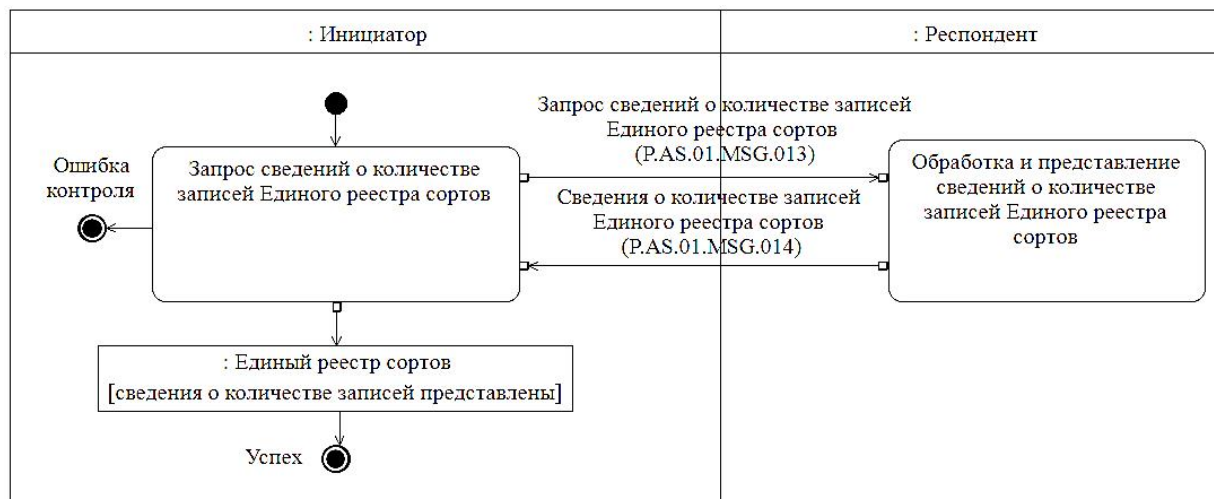 : Инициатор
: Респондент
Запрос сведений о количестве записей
Единого реестра сортов
(P.AS.01.MSG.013)
Ошибка
контроля
Запрос сведений о количестве
записей Единого реестра сортов
Сведения о количестве записей
Единого реестра сортов
(P.AS.01.MSG.014)
Обработка и представление
сведений о количестве
записей Единого реестра
сортов
: Единый реестр сортов
[сведения о количестве записей представлены]
Успех